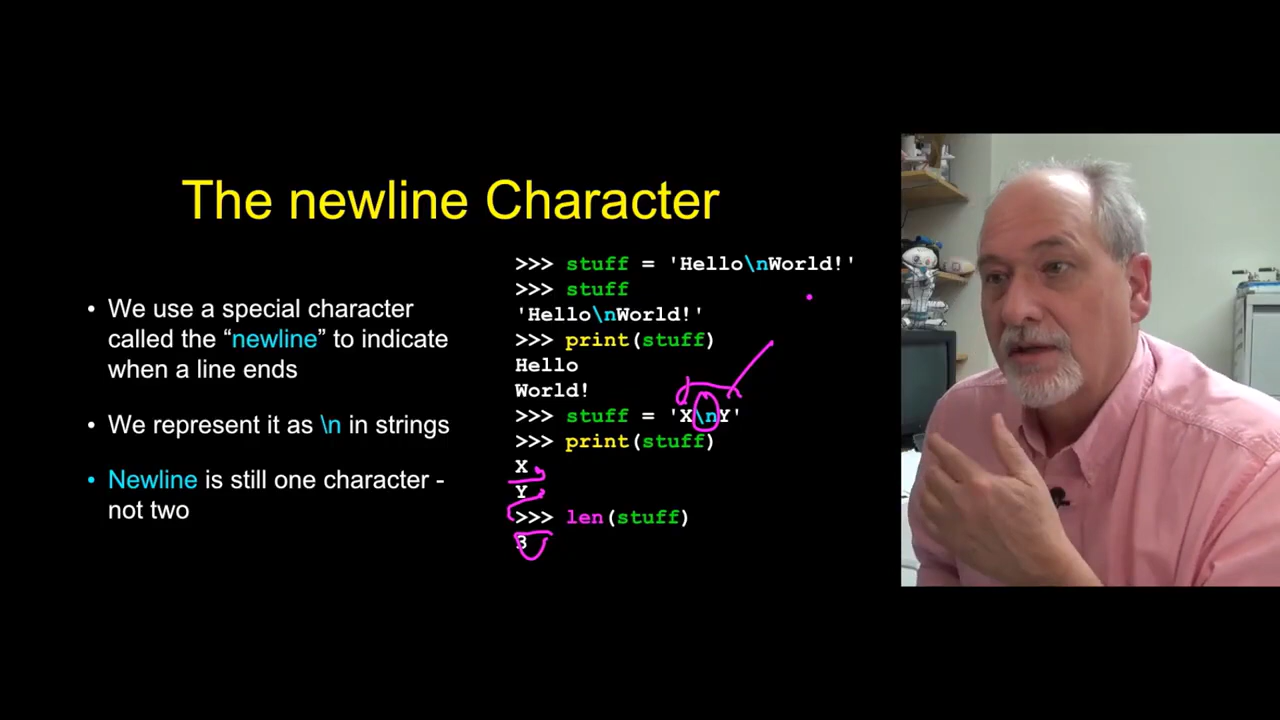 The newline Character
• We use a special character
called the “newline” to indicate
when a line ends
• We represent it as \n in strings
• Newline is still one character -
not two
>>> stuff = 'Hello\nWorld!'
>>> stuff
'Hello\nWorld!'
>>> print(stuff)
Hello
World!
>>> stuff = 'X\nY'
>>> print(stuff)
X
Y
>>> len(stuff)
3